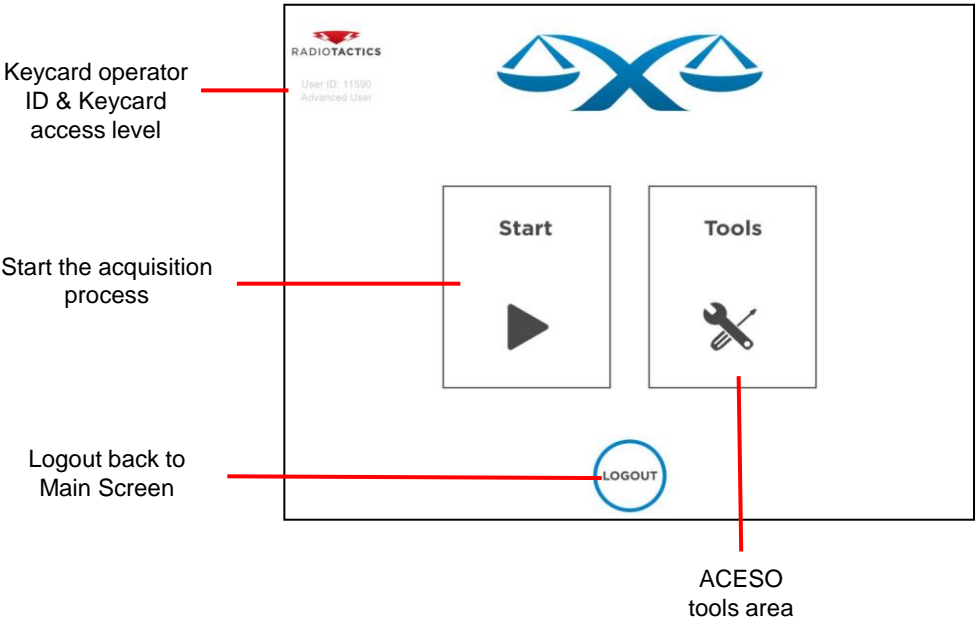 RADIOTACTICS
Keycard operator
ID & Keycard
access level
User ID: 11590
Advanced User
Start
Tools
Start the acquisition
process
Logout back to
Main Screen
LOGOUT
ACESO
tools area